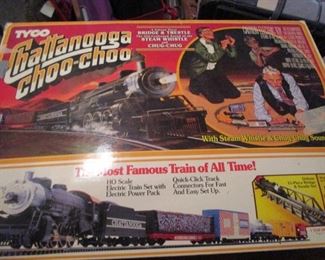 TYCO
Chattanooga
choo-choo
BRIDGE & TRESTLE
STEAM WHISTLE
CHUG-CHUG
With Steam Whistle & Chug Chug Soun
The Most Famous Train of All Time!
HO Scale
Electric Train Set with
Electric Power Pack
Quick-Click Track
Connectors For Fast
And Easy Set Up.
CHATTANOOGA